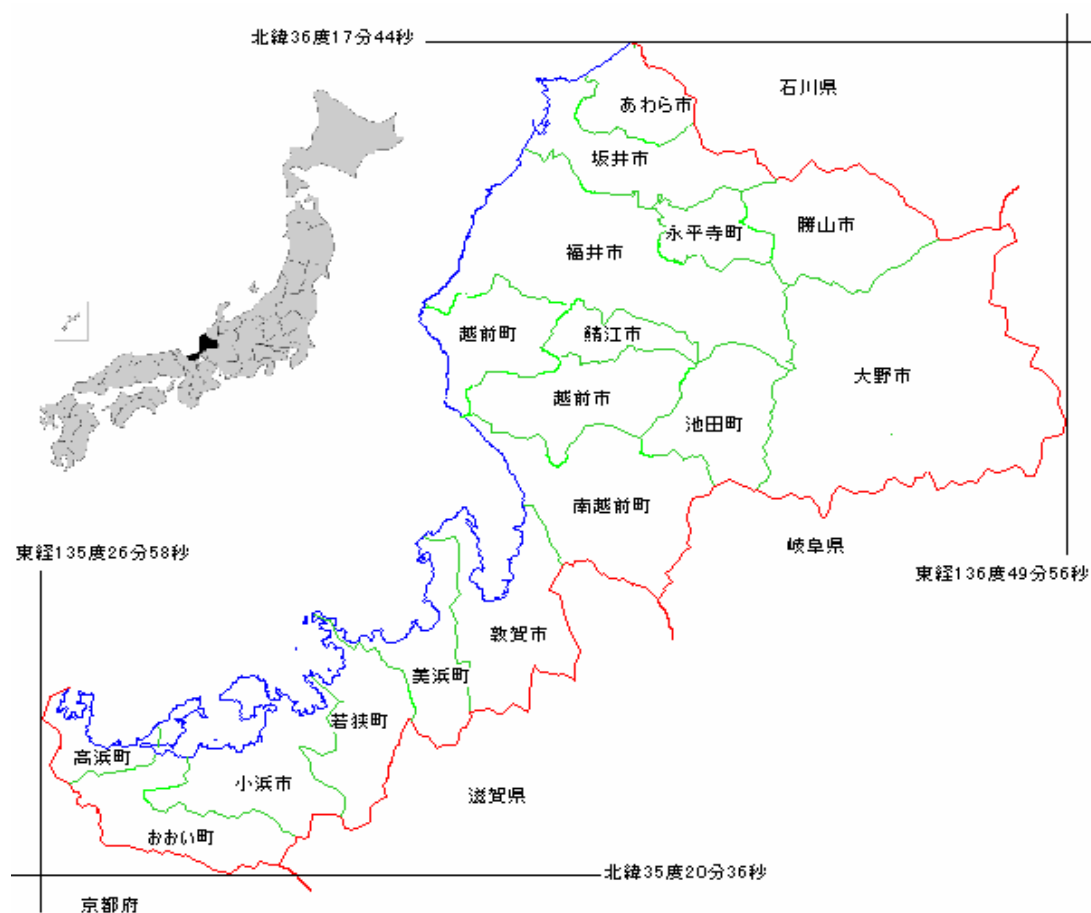 北緯36度17分44秒
石川県
あわら市
坂井市
勝山市
永平寺町
福井市
越前町
鯖江市
大野市
越前市
池田町
南越前町
岐阜県
東経135度26分58秒
東経136度49分56秒
敦賀市
美浜町
若狭町
高浜町
小浜市
滋賀県
おおい町
北緯35度20分36秒
京都府